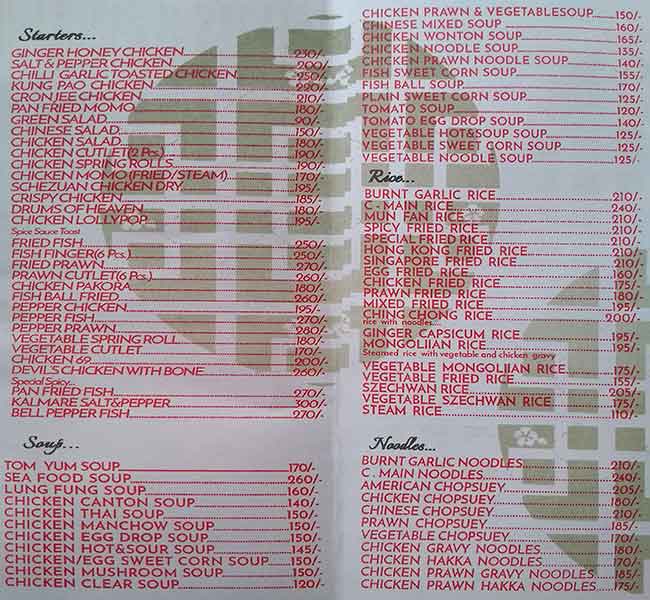 Starters...
GINGER HONEY CHICKEN 230/-
SALT & PEPPER CHICKEN 200/-
CHILLI GARLIC TOASTED CHICKEN 250/-
KUNG PAO CHICKEN 220/-
CRON JEE CHICKEN 210/-
PAN FRIED MOMO 180/-
GREEN SALAD 90/-
CHINESE SALAD 150/-
CHICKEN SALAD 180/-
CHICKEN CUTLET(2 Pcs.) 190/-
CHICKEN SPRING ROLLS 190/-
CHICKEN MOMO (FRIED/STEAM) 170/-
SCHEZUAN CHICKEN DRY 195/-
CRISPY CHICKEN 185/-
DRUMS OF HEAVEN 180/-
CHICKEN LOLLYPOP 195/-
Spice Sauce Toast
FRIED FISH 250/-
FISH FINGER(6 Pcs.) 250/-
FRIED PRAWN 270/-
PRAWN CUTLET(6 Pc.) 260/-
CHICKEN PAKORA 180/-
FISH BALL FRIED 260/-
PEPPER CHICKEN 195/-
PEPPER FISH 270/-
PEPPER PRAWN 280/-
VEGETABLE SPRING ROLL 180/-
VEGETABLE CUTLET 170/-
CHICKEN 69 200/-
DEVILS CHICKEN WITH BONE 260/-
Special Spicy...
PAN FRIED FISH 270/-
KALMARE SALT&PEPPER 300/-
BELL PEPPER FISH 270/-
Soup...
TOM YUM SOUP 170/-
SEA FOOD SOUP 260/-
LUNG FUNG SOUP 160/-
CHICKEN CANTON SOUP 140/-
CHICKEN THAI SOUP 150/-
CHICKEN MANCHOW SOUP 150/-
CHICKEN EGG DROP SOUP 150/-
CHICKEN HOT&SOUR SOUP 145/-
CHICKEN/EGG SWEET CORN SOUP 150/-
CHICKEN MUSHROOM SOUP 150/-
CHICKEN CLEAR SOUP 120/-
CHICKEN PRAWN & VEGETABLESOUP 150/-
CHINESE MIXED SOUP 160/-
CHICKEN WONTON SOUP 165/-
CHICKEN NOODLE SOUP 135/-
CHICKEN PRAWN NOODLE SOUP 140/-
FISH SWEET CORN SOUP 155/-
FISH BALL SOUP 170/-
PLAIN SWEET CORN SOUP 125/-
TOMATO SOUP 120/-
TOMATO EGG DROP SOUP 140/-
VEGETABLE HOT&SOUP SOUP 125/-
VEGETABLE SWEET CORN SOUP 125/-
VEGETABLE NOODLE SOUP 125/-
Rice...
BURNT GARLIC RICE 210/-
C - MAIN RICE 240/-
MUN FAN RICE 210/-
SPICY FRIED RICE 210/-
SPECIAL FRIED RICE 210/-
HONG KONG FRIED RICE 210/-
SINGAPORE FRIED RICE 210/-
EGG FRIED RICE 160/-
CHICKEN FRIED RICE 175/-
PRAWN FRIED RICE 180/-
MIXED FRIED RICE 195/-
CHING CHONG RICE 200/-
rice with noodles
GINGER CAPSICUM RICE 195/-
MONGOLIIAN RICE 195/-
Steamed rice with vegetable and chicken gravy
VEGETABLE MONGOLIIAN RICE 175/-
VEGETABLE FRIED RICE 155/-
SZECHWAN RICE 205/-
VEGETABLE SZECHWAN RICE 175/-
STEAM RICE 110/-
Noodles...
BURNT GARLIC NOODLES 210/-
C . MAIN NOODLES 240/-
AMERICAN CHOPSUEY 205/-
CHICKEN CHOPSUEY 180/-
CHINESE CHOPSUEY 210/-
PRAWN CHOPSUEY 185/-
VEGETABLE CHOPSUEY 170/-
CHICKEN GRAVY NOODLES 180/-
CHICKEN HAKKA NOODLES 170/-
CHICKEN PRAWN GRAVY NOODLES 185/-
CHICKEN PRAWN HAKKA NOODLES 175/-